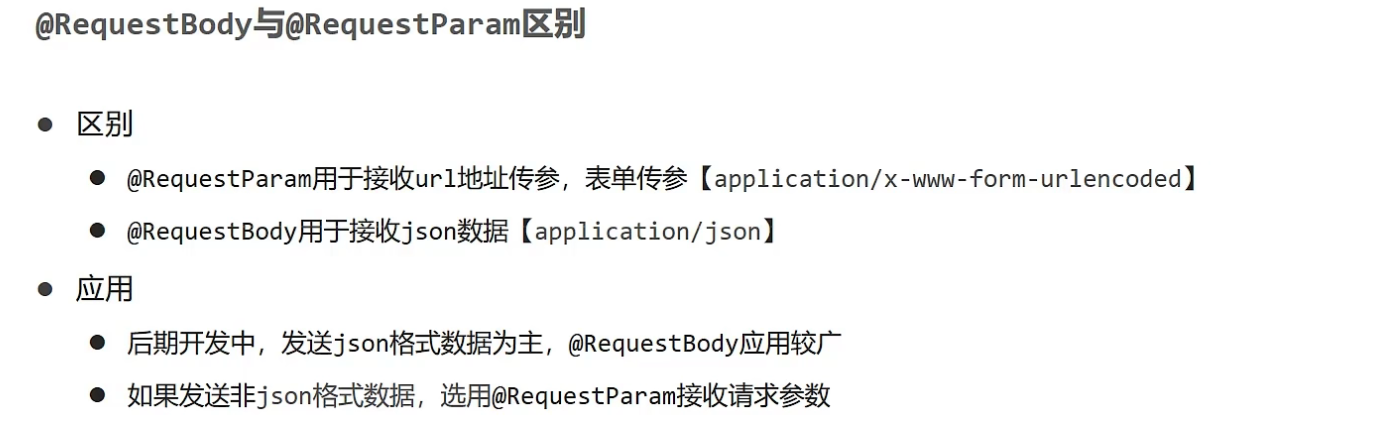 @RequestBody与@RequestParam区别
区别
@RequestParam用于接收url地址传参，表单传参【application/x-www-form-urlencoded】
@RequestBody用于接收json数据【application/json】
应用
后期开发中，发送json格式数据为主，@RequestBody应用较广
如果发送非json格式数据，选用@RequestParam接收请求参数